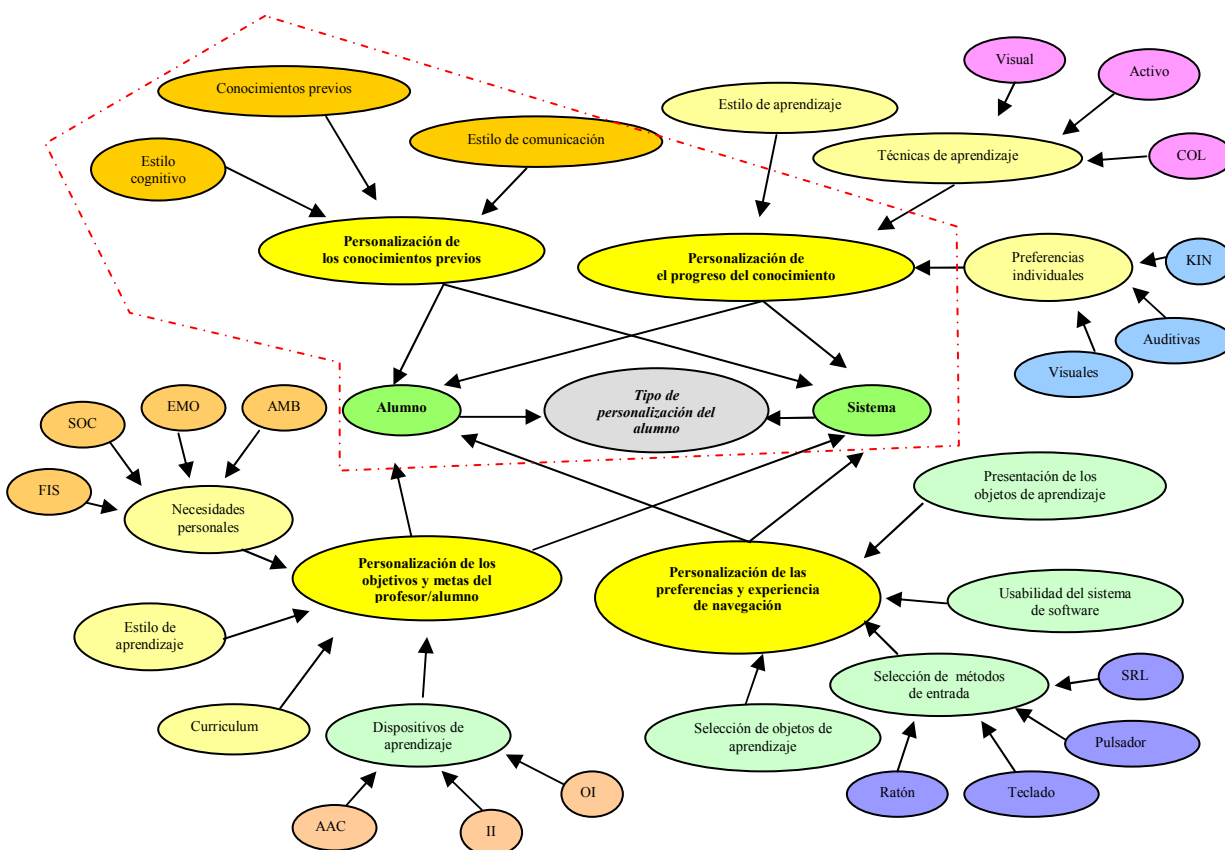 Visual
Activo
Conocimientos previos
Estilo de aprendizaje
Estilo de comunicación
Técnicas de aprendizaje
COL
Estilo
cognitivo
Personalización de
los conocimientos previos
Personalización de
el progreso del conocimiento
Preferencias
individuales
KIN
Auditivas
Visuales
Alumno
Tipo de
personalización del
alumno
Sistema
SOC
EMO
AMB
FIS
Necesidades
personales
Presentación de los
objetos de aprendizaje
Personalización de los
objetivos y metas del
profesor/alumno
Personalización de las
preferencias y experiencia
de navegación
Usabilidad del sistema
de software
Estilo de
aprendizaje
Selección de métodos
de entrada
SRL
Curriculum
Dispositivos de
aprendizaje
Selección de objetos de
aprendizaje
Pulsador
Ratón
Teclado
OI
AAC
II